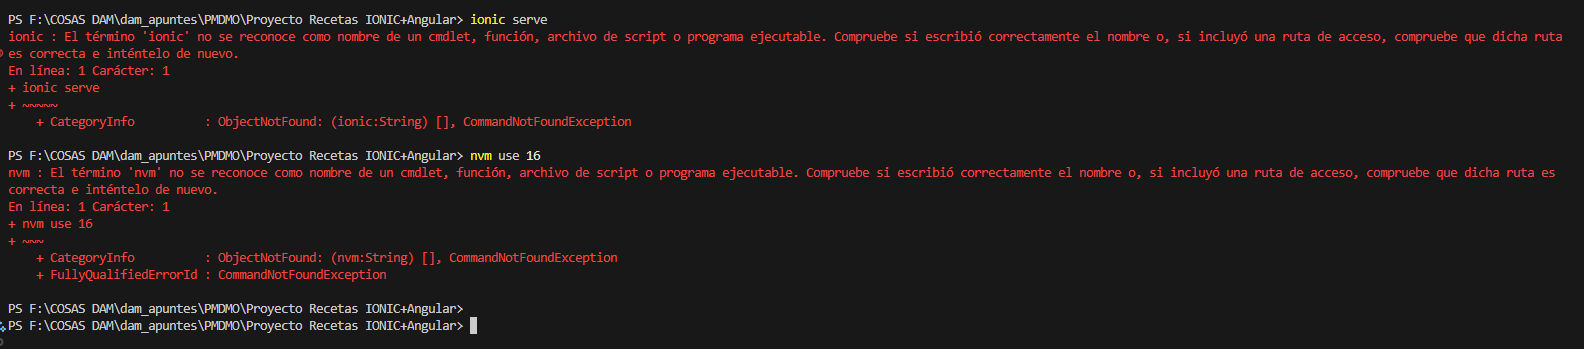 PS F:\COSAS DAM\dam_apuntes\PMDMO\Proyecto Recetas IONIC+Angular> ionic serve
ionic : El término 'ionic' no se reconoce como nombre de un cmdlet, función, archivo de script o programa ejecutable. Compruebe si escribió correctamente el nombre o, si incluyó una ruta de acceso, compruebe que dicha ruta
es correcta e inténtelo de nuevo.
En línea: 1 Carácter: 1
+ ionic serve
+ ~~~~~
    + CategoryInfo          : ObjectNotFound: (ionic:String) [], CommandNotFoundException
PS F:\COSAS DAM\dam_apuntes\PMDMO\Proyecto Recetas IONIC+Angular> nvm use 16
nvm : El término 'nvm' no se reconoce como nombre de un cmdlet, función, archivo de script o programa ejecutable. Compruebe si escribió correctamente el nombre o, si incluyó una ruta de acceso, compruebe que dicha ruta es
correcta e inténtelo de nuevo.
En línea: 1 Carácter: 1
+ nvm use 16
+ ~~~
    + CategoryInfo          : ObjectNotFound: (nvm:String) [], CommandNotFoundException
    + FullyQualifiedErrorId : CommandNotFoundException
PS F:\COSAS DAM\dam_apuntes\PMDMO\Proyecto Recetas IONIC+Angular>
PS F:\COSAS DAM\dam_apuntes\PMDMO\Proyecto Recetas IONIC+Angular>